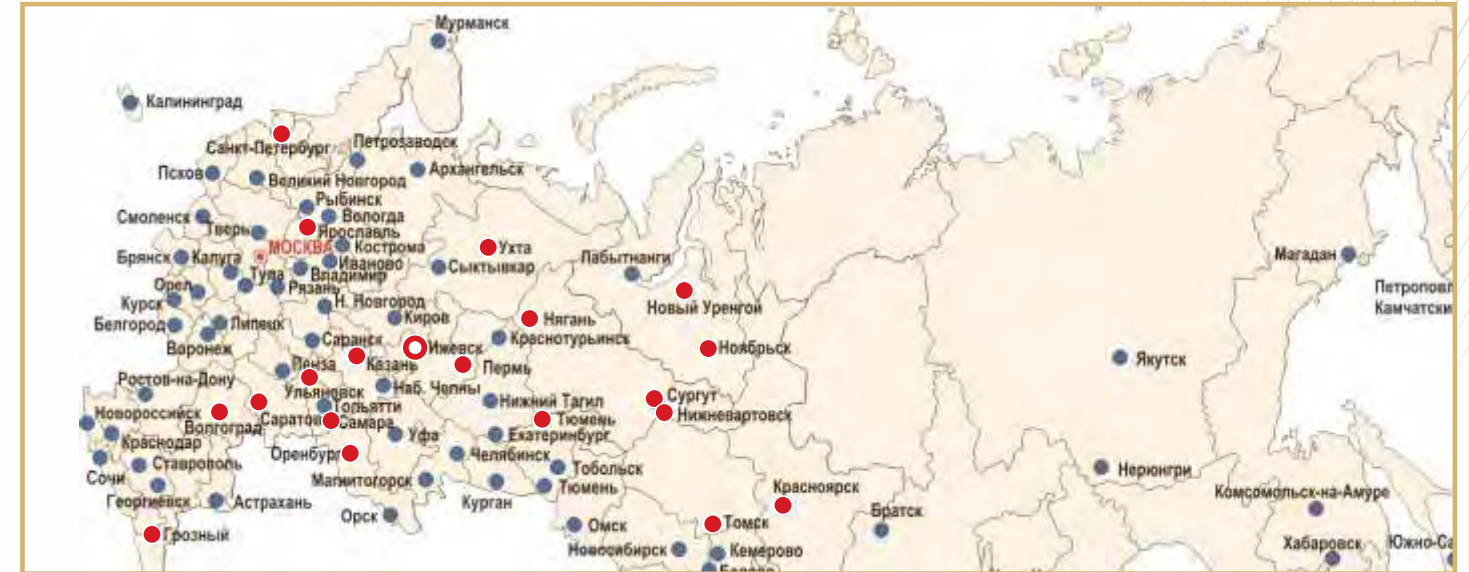 Мурманск
Калининград
Санкт-Петербург
Петрозаводск
Псков
Великий Новгород
Архангельск
Рыбинск
Смоленск
Вологда
Тверь
Ярославль
МОСКВА
Кострома
Ухта
Брянск
Калуга
Иваново
Сыктывкар
Лабытнанги
Магадан
Тула
Владимир
Орел
Рязань
Петропавл
Камчатски
Курск
Н. Новгород
Новый Уренгой
Белгород
Липецк
Киров
Нягань
Воронеж
Саранск
Ижевск
Краснотурьинск
Ноябрьск
Якутск
Пенза
Казань
Пермь
Ростов-на-Дону
Ульяновск
Наб. Челны
Нижний Тагил
Сургут
Новороссийск
Тольятти
Нижневартовск
Волгоград
Саратов
Самара
Тюмень
Краснодар
Уфа
Екатеринбург
Оренбург
Челябинск
Ставрополь
Тобольск
Нерюнгри
Сочи
Магнитогорск
Тюмень
Красноярск
Георгиевск
Астрахань
Курган
Комсомольск-на-Амуре
Орск
Братск
Грозный
Омск
Томск
Новосибирск
Кемерово
Хабаровск
Южно-Са